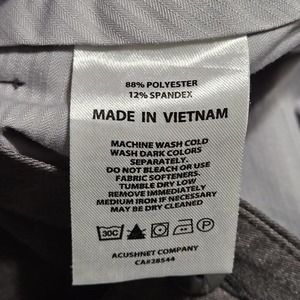 88% POLYESTER
12% SPANDEX
MADE IN VIETNAM
MACHINE WASH COLD
WASH DARK COLORS
SEPARATELY.
DO NOT BLEACH OR USE
FABRIC SOFTENERS.
TUMBLE DRY LOW
REMOVE IMMEDIATELY
MEDIUM IRON IF NECESSARY
MAY BE DRY CLEANED
30C P
ACUSHNET COMPANY
CA#28544